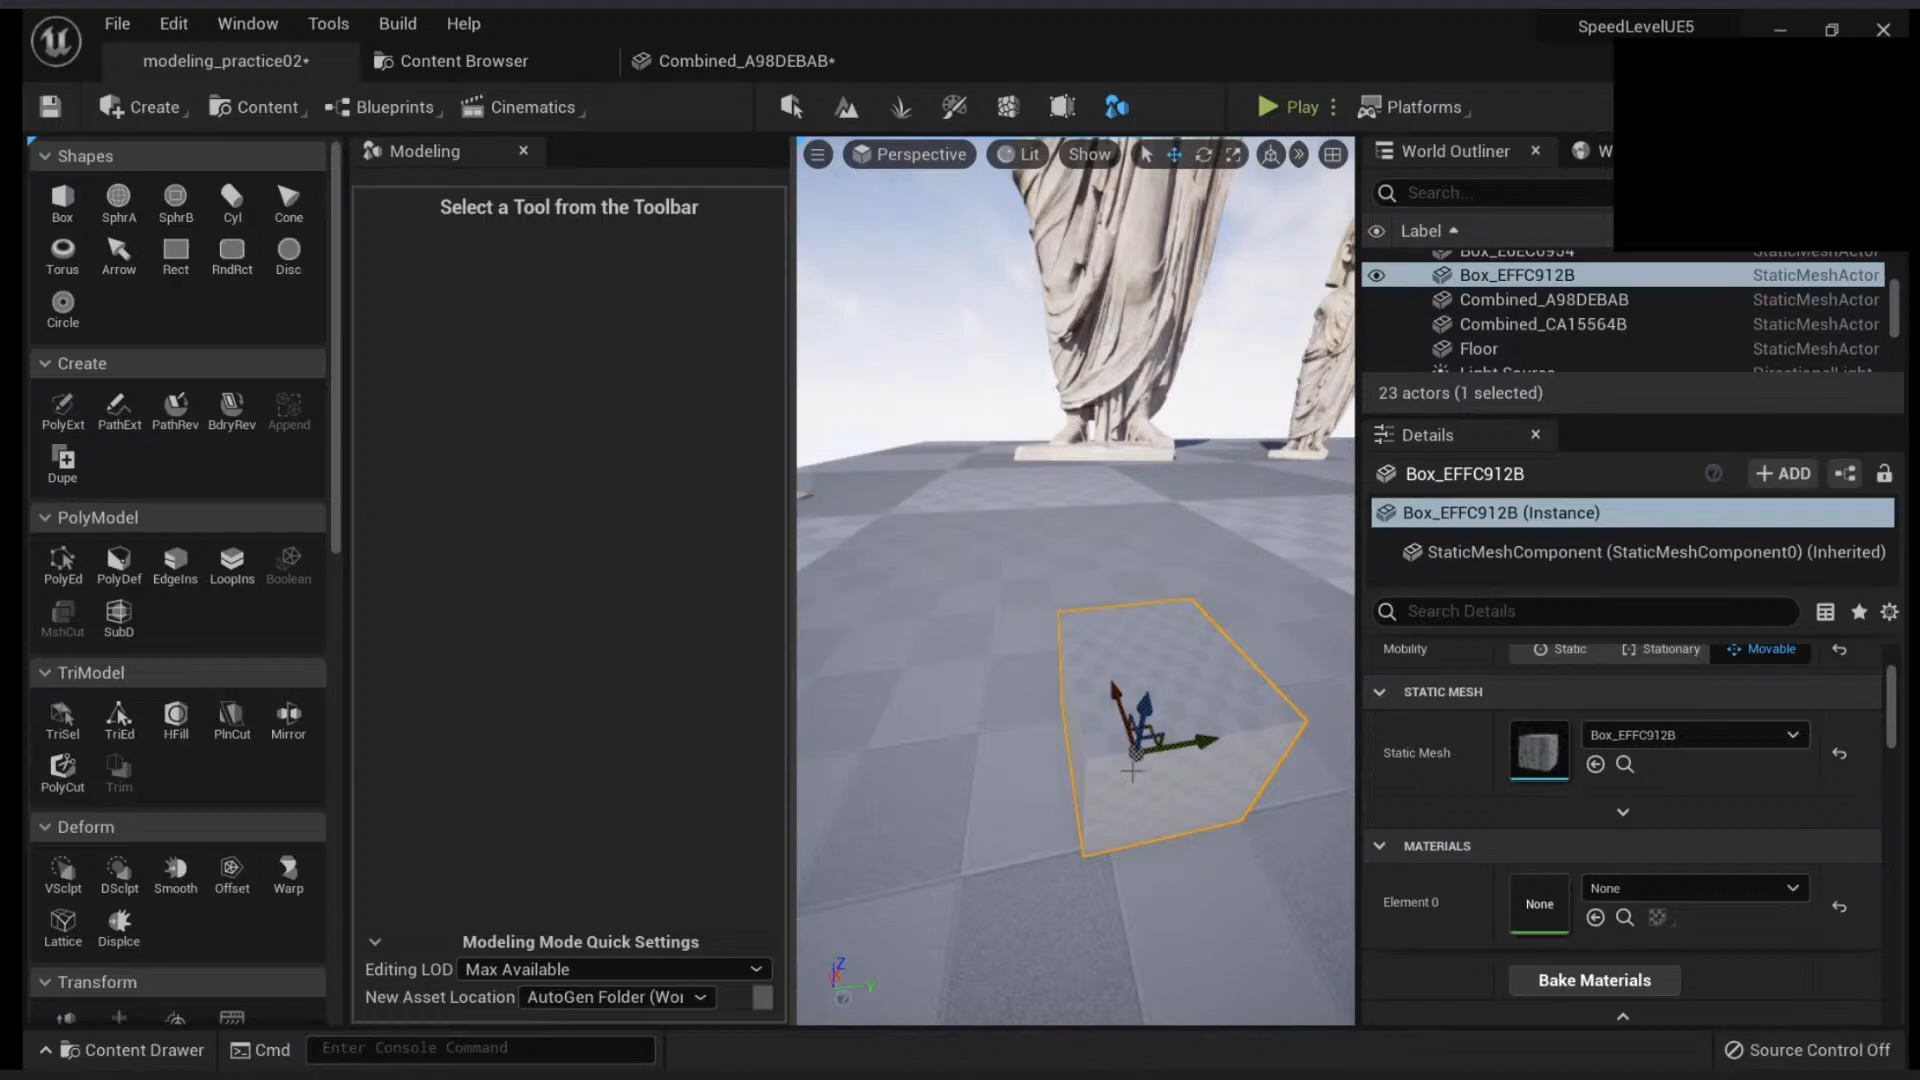 File Edit Window Tools Build Help
SpeedLevelUE5
modeling_practice02*
Content Browser
Combined_A98DEBAB*
Create
Content
Blueprints
Cinematics
Play
Platforms
Shapes
Box SphrA SphrB Cyl Cone
Torus Arrow Rect RndRct Disc
Circle
Create
PolyExt PathExt PathRev BdryRev Append
Dupe
PolyModel
PolyEd PolyDef EdgeIns LoopIns Boolean
MshCut SubD
TriModel
TriSel TriEd HFill PlnCut Mirror
PolyCut Trim
Deform
VSclpt DSclpt Smooth Offset Warp
Lattice Displce
Transform
Modeling
Select a Tool from the Toolbar
Modeling Mode Quick Settings
Editing LOD Max Available
New Asset Location AutoGen Folder (Wor
Perspective
Lit
Show
Z
X
Y
World Outliner
W
Search...
Label
Box_E6EC0954 StaticMeshActor
Box_EFFC912B StaticMeshActor
Combined_A98DEBAB StaticMeshActor
Combined_CA15564B StaticMeshActor
Floor StaticMeshActor
Light Source DirectionalLight
23 actors (1 selected)
Details
Box_EFFC912B
ADD
Box_EFFC912B (Instance)
StaticMeshComponent (StaticMeshComponent0) (Inherited)
Search Details
Mobility Static Stationary Movable
STATIC MESH
Static Mesh
Box_EFFC912B
MATERIALS
Element 0
None
None
Bake Materials
Content Drawer
Cmd
Enter Console Command
Source Control Off